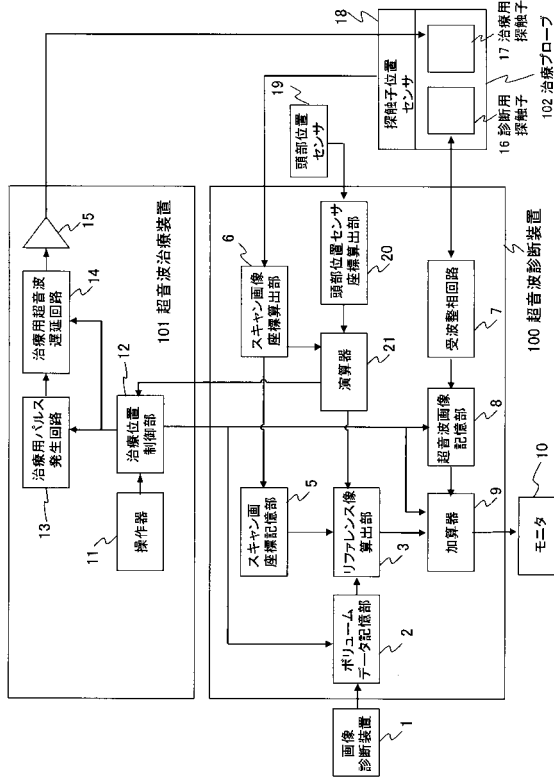 18
探触子位置
センサ
17 治療用探触子
16 診断用探触子
102 治療プローブ
19
頭部位置
センサ
15
14
治療用超音波
遅延回路
治療用パルス
発生回路
13
12
治療位置
制御部
操作器
11
101 超音波治療装置
6
スキャン画像
座標算出部
頭部位置センサ
座標算出部
20
演算器
21
スキャン画
座標記憶部
5
リファレンス像
算出部
3
ボリューム
データ記憶部
2
画像
診断装置
1
受波整相回路
7
超音波画像
記憶部
8
加算器
9
モニタ
10
100 超音波診断装置